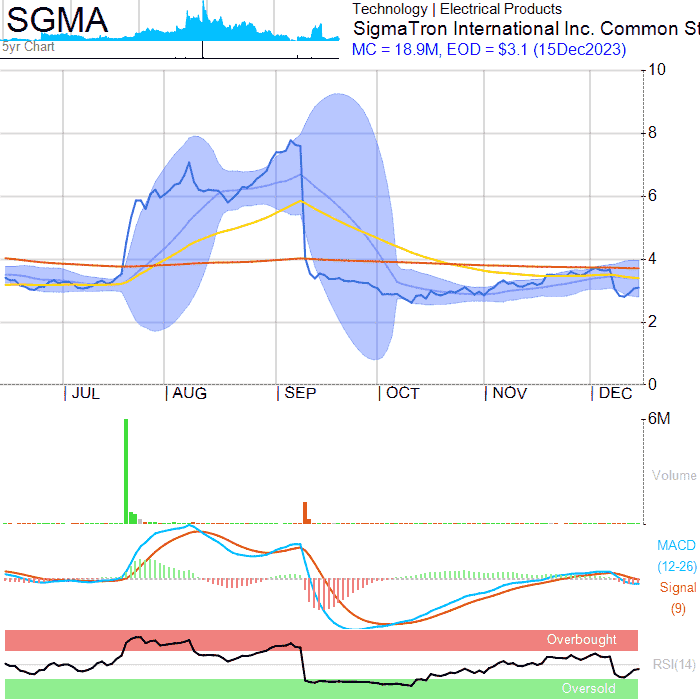 SGMA
5yr Chart
Technology | Electrical Products
SigmaTron International Inc. Common St
MC = 18.9M, EOD = $3.1 (15Dec2023)
10
8
6
4
2
0
JUL AUG SEP OCT NOV DEC
6M
Volume
MACD
(12-26)
Signal
(9)
Overbought
RSI(14)
Oversold